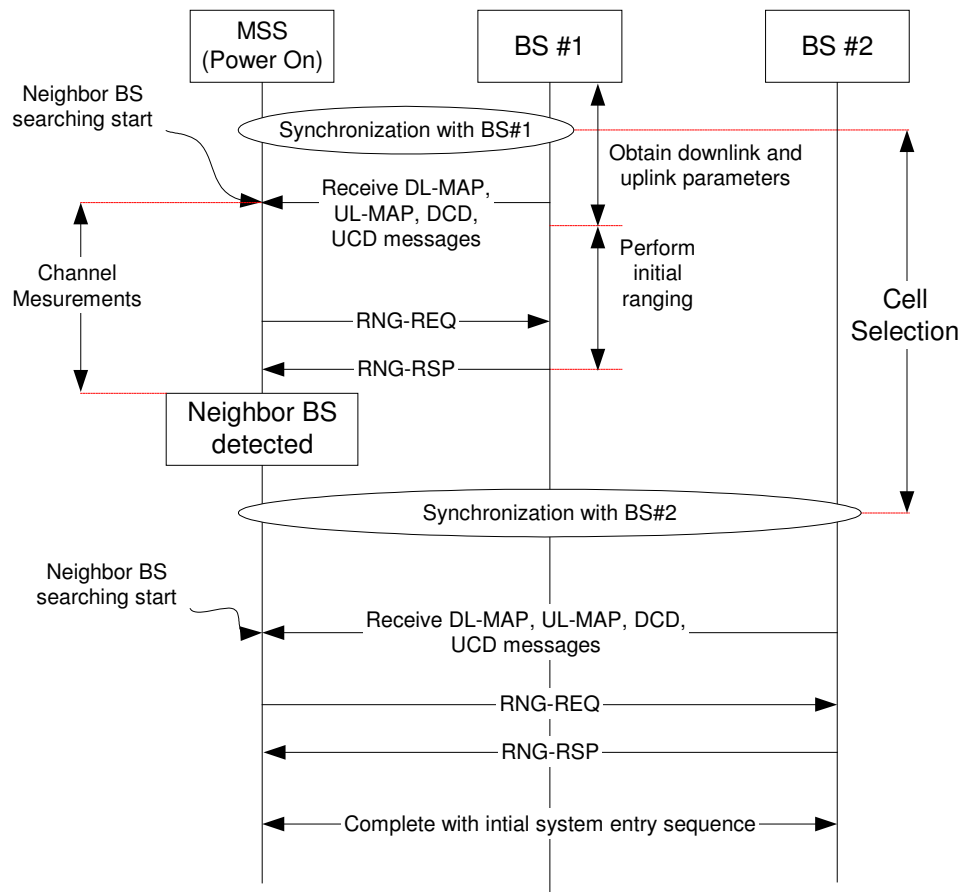 MSS
(Power On)
BS #1
BS #2
Neighbor BS
searching start
Synchronization with BS#1
Obtain downlink and
uplink parameters
Receive DL-MAP,
UL-MAP, DCD,
UCD messages
Perform
initial
ranging
Channel
Mesurements
Cell
Selection
RNG-REQ
RNG-RSP
Neighbor BS
detected
Synchronization with BS#2
Neighbor BS
searching start
Receive DL-MAP, UL-MAP, DCD,
UCD messages
RNG-REQ
RNG-RSP
Complete with intial system entry sequence